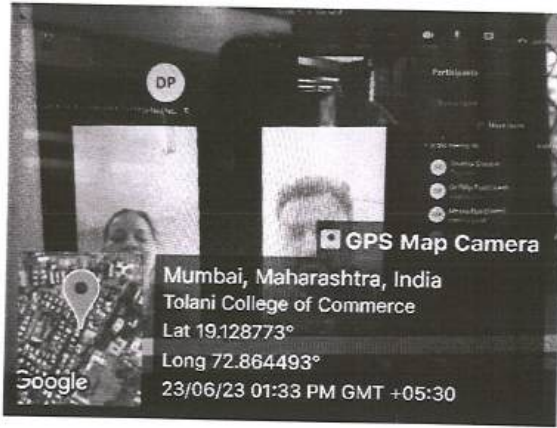 DP
Participants
GPS Map Camera
Mumbai, Maharashtra, India
Tolani College of Commerce
Lat 19.128773°
Long 72.864493°
23/06/23 01:33 PM GMT +05:30
Google